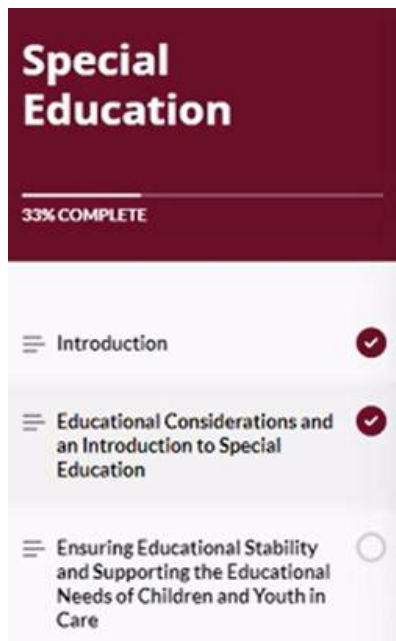 Special
Education
33% COMPLETE
Introduction
Educational Considerations and
an Introduction to Special
Education
Ensuring Educational Stability
and Supporting the Educational
Needs of Children and Youth in
Care